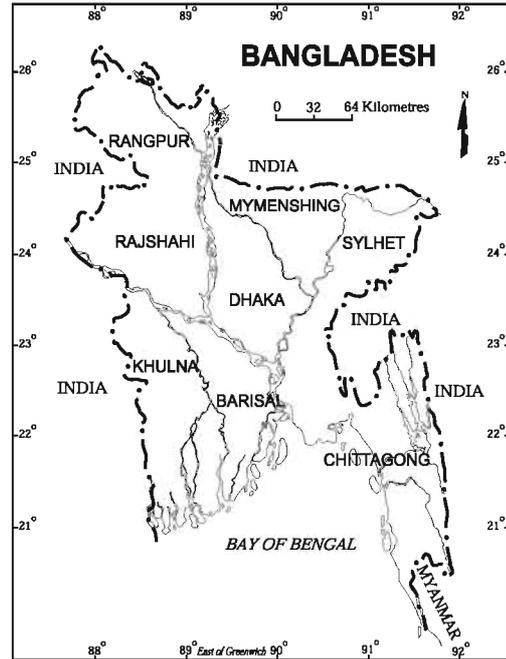 88° 89° 90° 91° 92°
BANGLADESH
26° 26°
0 32 64 Kilometres
N
RANGPUR
25° INDIA INDIA 25°
MYMENSHING
RAJSHAHI SYLHET
24° 24°
DHAKA
23° INDIA 23°
KHULNA
INDIA BARISAL INDIA
22° 22°
CHITTAGONG
21° 21°
BAY OF BENGAL
MYANMAR
88° 89° East of Greenwich 90° 91° 92°